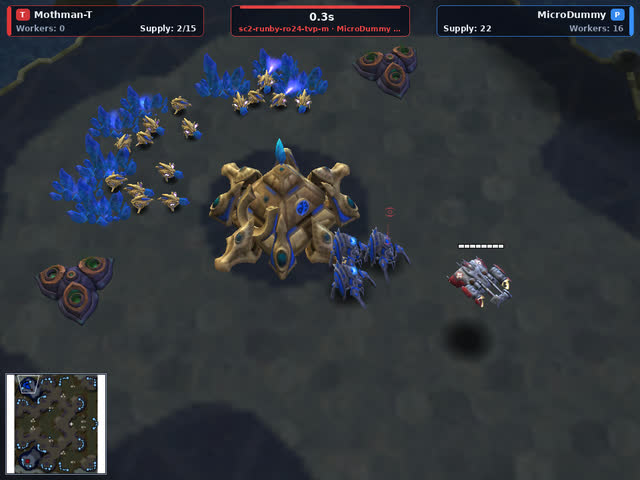 T Mothman-T
Workers: 0 Supply: 2/15
0.3s
sc2-runby-ro24-tvp-m · MicroDummy ...
MicroDummy P
Supply: 22 Workers: 16